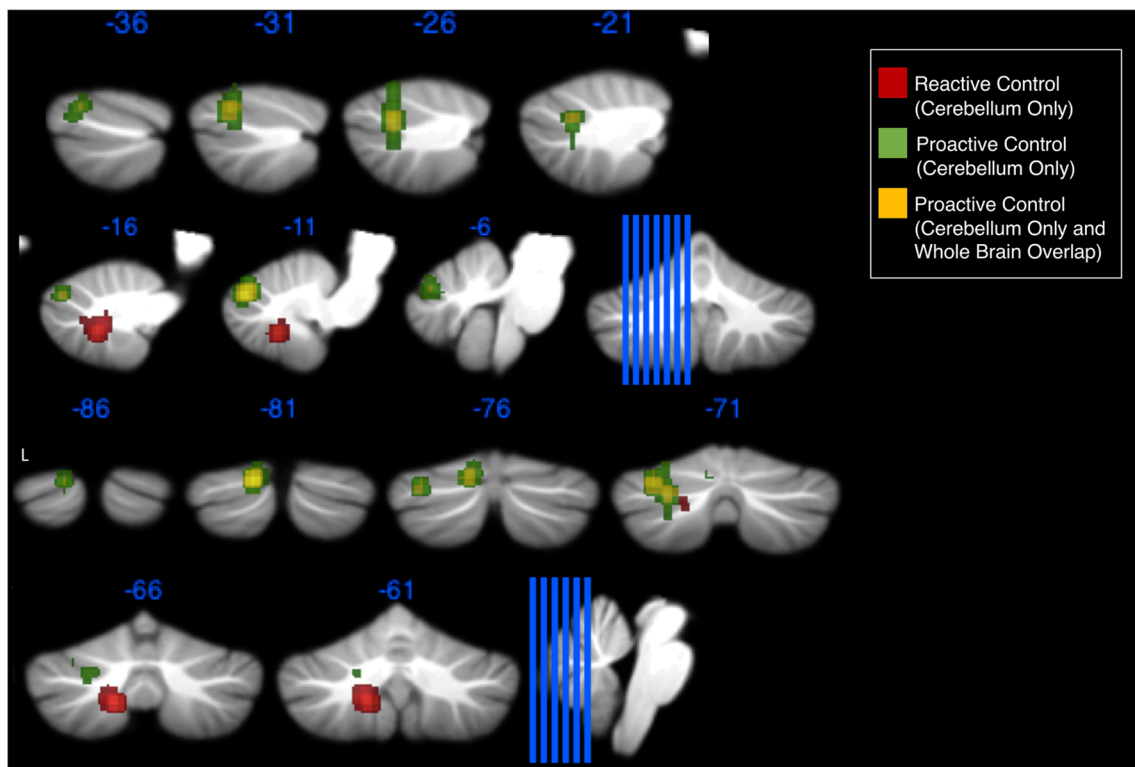 -36 -31 -26 -21
Reactive Control
(Cerebellum Only)
Proactive Control
(Cerebellum Only)
Proactive Control
(Cerebellum Only and
Whole Brain Overlap)
-16 -11 -6
-86 -81 -76 -71
L
-66 -61